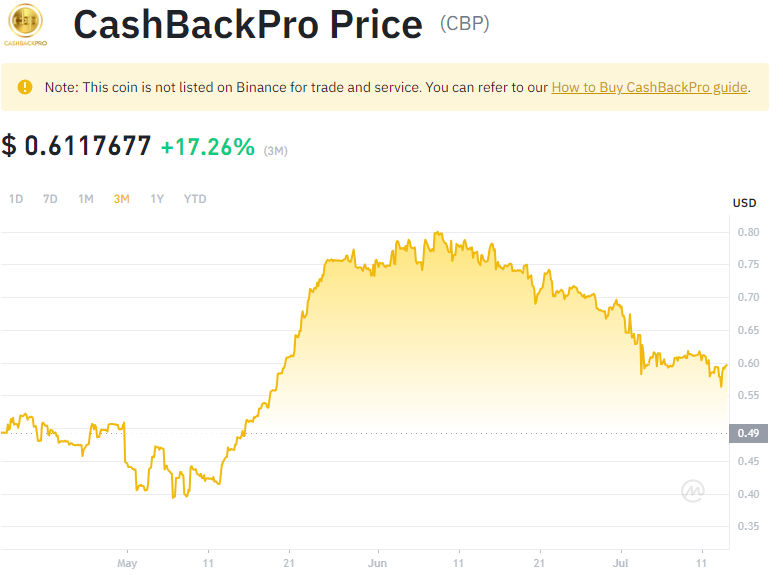 CASHBACKPRO
CashBackPro Price (CBP)
Note: This coin is not listed on Binance for trade and service. You can refer to our How to Buy CashBackPro guide.
$ 0.6117677 +17.26% (3M)
1D 7D 1M 3M 1Y YTD
USD
0.80
0.75
0.70
0.65
0.60
0.55
0.49
0.45
0.40
0.35
May 11 21 Jun 11 21 Jul 11